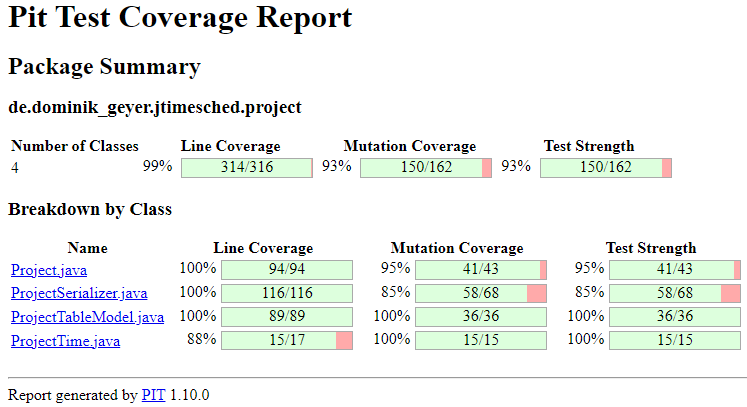 Pit Test Coverage Report
Package Summary
de.dominik_geyer.jtimesched.project
Number of Classes Line Coverage Mutation Coverage Test Strength
4 99% 314/316 93% 150/162 93% 150/162
Breakdown by Class
Name Line Coverage Mutation Coverage Test Strength
Project.java 100% 94/94 95% 41/43 95% 41/43
ProjectSerializer.java 100% 116/116 85% 58/68 85% 58/68
ProjectTableModel.java 100% 89/89 100% 36/36 100% 36/36
ProjectTime.java 88% 15/17 100% 15/15 100% 15/15
Report generated by PIT 1.10.0